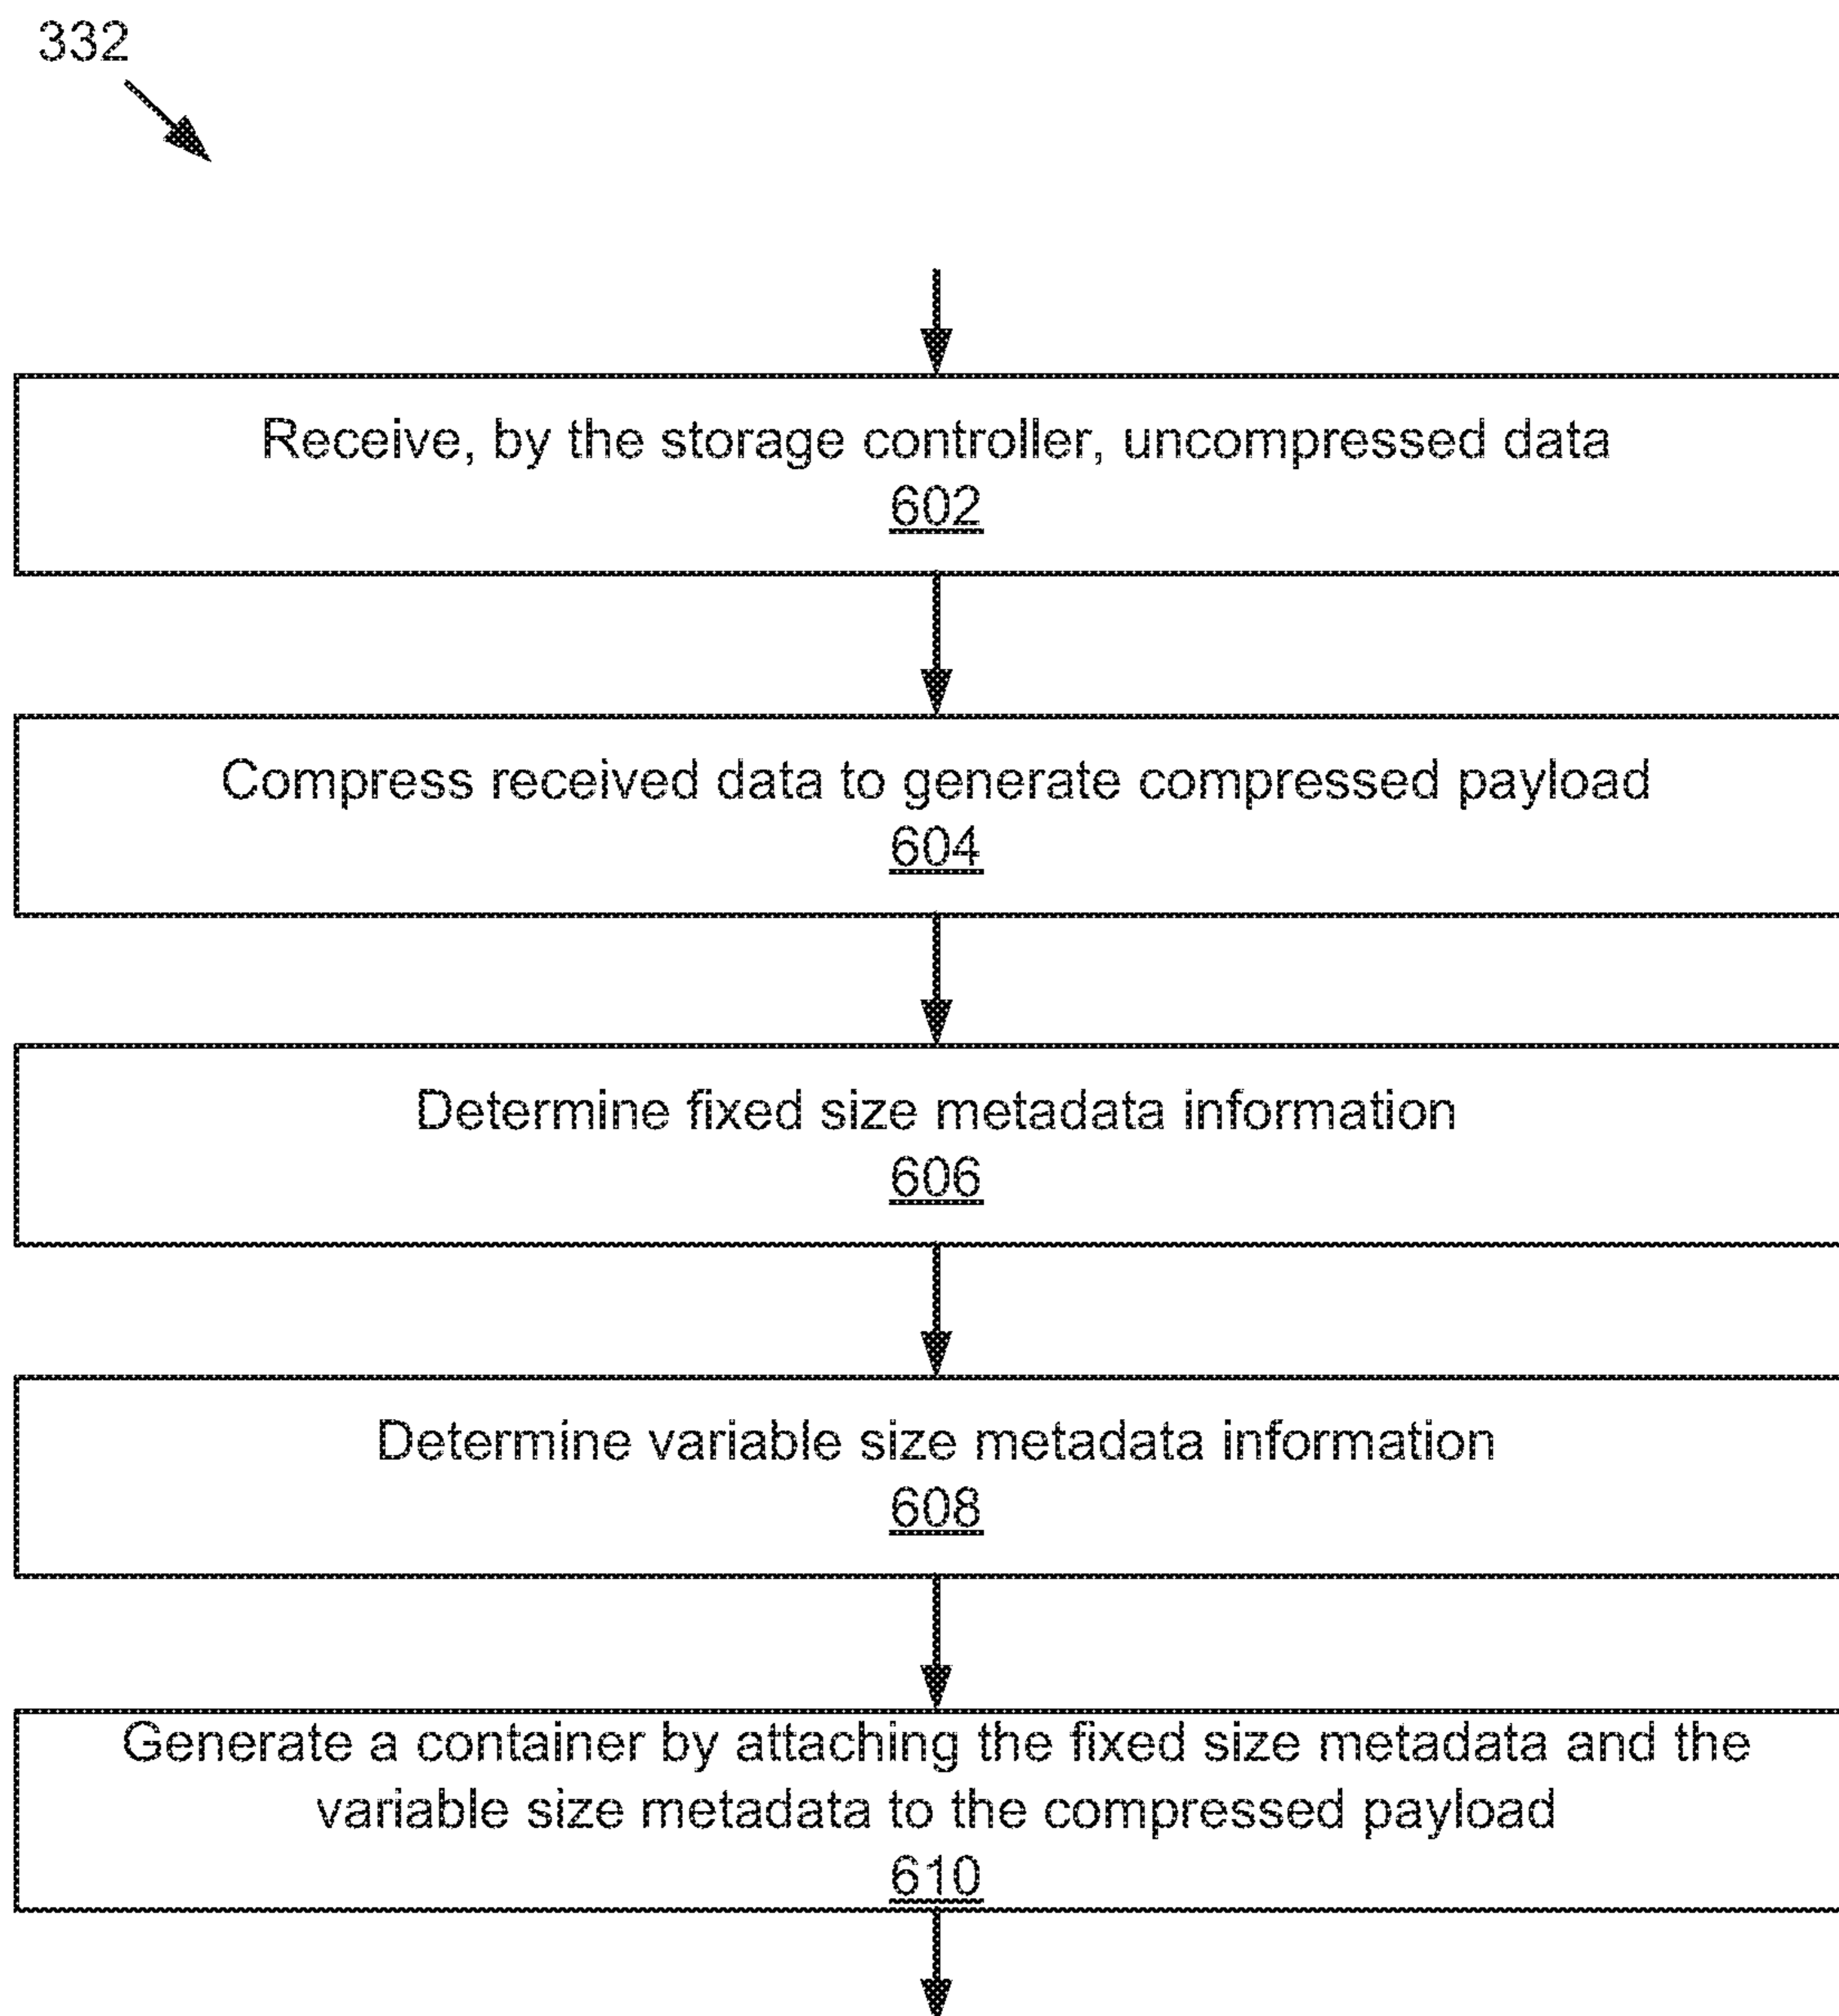 332
Receive, by the storage controller, uncompressed data
602
Compress received data to generate compressed payload
604
Determine fixed size metadata information
606
Determine variable size metadata information
608
Generate a container by attaching the fixed size metadata and the
variable size metadata to the compressed payload
610